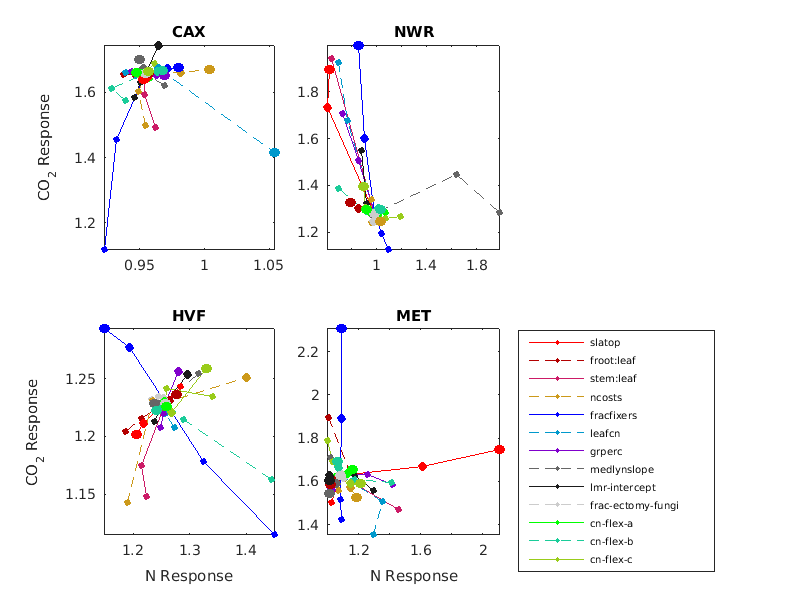 CAX
NWR
CO2 Response
1.6
1.4
1.2
0.95
1
1.05
1.8
1.6
1.4
1.2
1
1.4
1.8
HVF
MET
CO2 Response
1.25
1.2
1.15
1.2
1.3
1.4
N Response
2.2
2
1.8
1.6
1.4
1.2
1.6
2
N Response
slatop
froot:leaf
stem:leaf
ncosts
fracfixers
leafcn
grperc
medlynslope
lmr-intercept
frac-ectomy-fungi
cn-flex-a
cn-flex-b
cn-flex-c